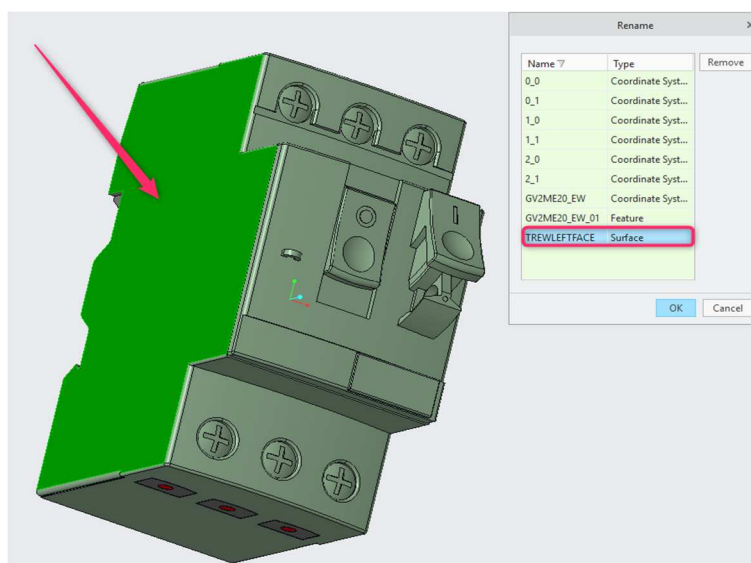 Rename
Name Type Remove
0_0 Coordinate Syst...
0_1 Coordinate Syst...
1_0 Coordinate Syst...
1_1 Coordinate Syst...
2_0 Coordinate Syst...
2_1 Coordinate Syst...
GV2ME20_EW Coordinate Syst...
GV2ME20_EW_01 Feature
TREWLEFTFACE Surface
OK Cancel